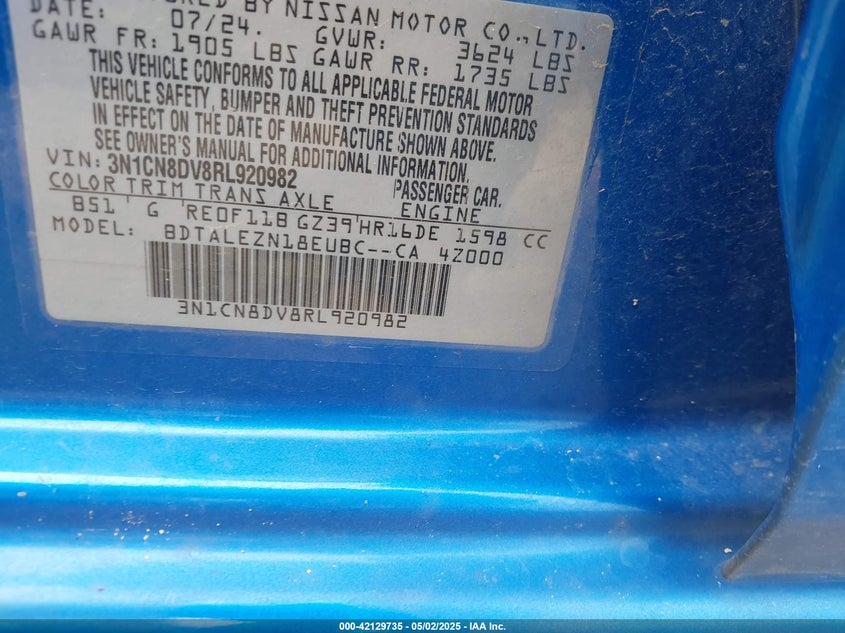 BY NISSAN MOTOR CO.,LTD.
DATE: 07/24. GVWR: 3624 LBS
GAWR FR: 1905 LBS GAWR RR: 1735 LBS
THIS VEHICLE CONFORMS TO ALL APPLICABLE FEDERAL MOTOR
VEHICLE SAFETY, BUMPER AND THEFT PREVENTION STANDARDS
IN EFFECT ON THE DATE OF MANUFACTURE SHOWN ABOVE.
SEE OWNER'S MANUAL FOR ADDITIONAL INFORMATION.
VIN: 3N1CN8DV8RL920982 PASSENGER CAR.
COLOR TRIM TRANS AXLE ENGINE
B51' G 'RE0F11B GZ39'HR16DE 1598 CC
MODEL: BDTALEZN18EUBC--CA 4Z000
3N1CN8DV8RL920982
000-42129735 - 05/02/2025 - IAA Inc.